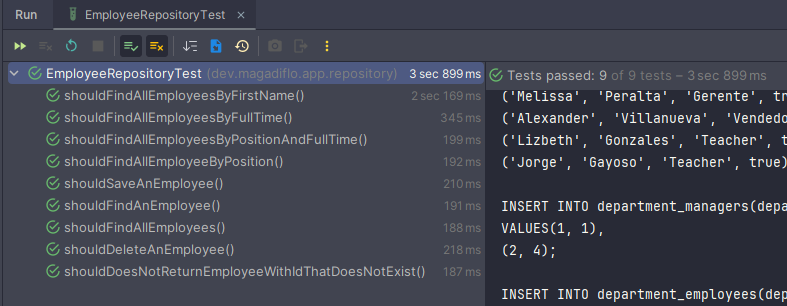 Run EmployeeRepositoryTest
EmployeeRepositoryTest (dev.magadiflo.app.repository) 3 sec 899 ms
shouldFindAllEmployeesByFirstName() 2 sec 169 ms
shouldFindAllEmployeesByFullTime() 345 ms
shouldFindAllEmployeesByPositionAndFullTime() 199 ms
shouldFindAllEmployeeByPosition() 192 ms
shouldSaveAnEmployee() 210 ms
shouldFindAnEmployee() 191 ms
shouldFindAllEmployees() 188 ms
shouldDeleteAnEmployee() 218 ms
shouldDoesNotReturnEmployeeWithIdThatDoesNotExist() 187 ms
Tests passed: 9 of 9 tests – 3 sec 899 ms
('Melissa', 'Peralta', 'Gerente', tr
('Alexander', 'Villanueva', 'Vendedo
('Lizbeth', 'Gonzales', 'Teacher', t
('Jorge', 'Gayoso', 'Teacher', true)
INSERT INTO department_managers(depa
VALUES(1, 1),
(2, 4);
INSERT INTO department_employees(dep